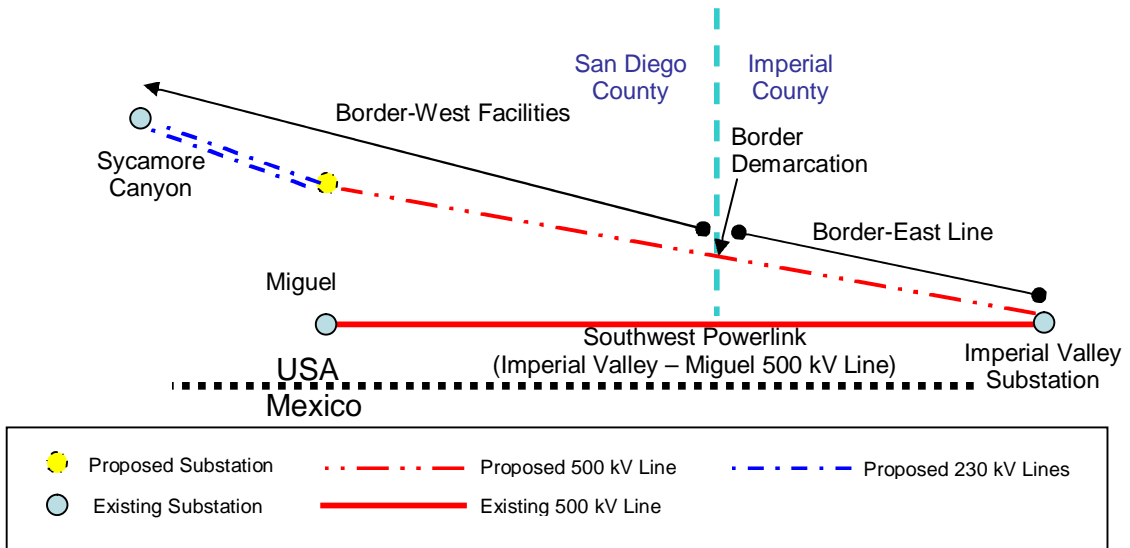 San Diego
County
Imperial
County
Border-West Facilities
Border
Demarcation
Sycamore
Canyon
Border-East Line
Miguel
Southwest Powerlink
(Imperial Valley – Miguel 500 kV Line)
Imperial Valley
Substation
USA
Mexico
Proposed Substation
Proposed 500 kV Line
Proposed 230 kV Lines
Existing Substation
Existing 500 kV Line